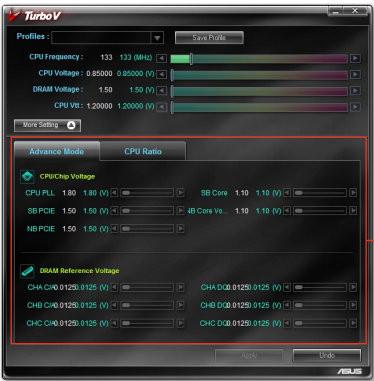 TurboV
Profiles :
Save Profile
CPU Frequency : 133 133 (MHz)
CPU Voltage : 0.85000 0.85000 (V)
DRAM Voltage : 1.50 1.50 (V)
CPU Vtt : 1.20000 1.20000 (V)
More Setting
Advance Mode CPU Ratio
CPU/Chip Voltage
CPU PLL 1.80 1.80 (V) SB Core 1.10 1.10 (V)
SB PCIE 1.50 1.50 (V) NB Core Vo... 1.10 1.10 (V)
NB PCIE 1.50 1.50 (V)
DRAM Reference Voltage
CHA C/A 0.0125 0.0125 (V) CHA DQ 0.0125 0.0125 (V)
CHB C/A 0.0125 0.0125 (V) CHB DQ 0.0125 0.0125 (V)
CHC C/A 0.0125 0.0125 (V) CHC DQ 0.0125 0.0125 (V)
Apply Undo
ASUS